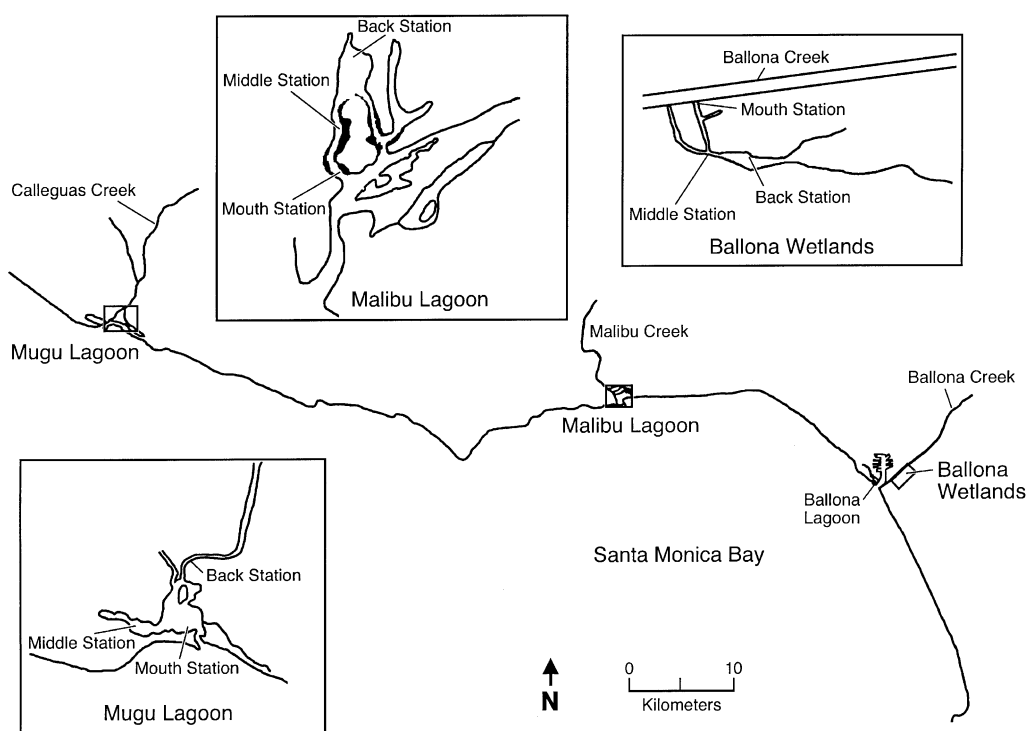 Back Station
Middle Station
Mouth Station
Malibu Lagoon
Ballona Creek
Mouth Station
Back Station
Middle Station
Ballona Wetlands
Calleguas Creek
Mugu Lagoon
Malibu Creek
Malibu Lagoon
Ballona Creek
Ballona
Wetlands
Ballona
Lagoon
Santa Monica Bay
Back Station
Middle Station
Mouth Station
Mugu Lagoon
N
0 10
Kilometers